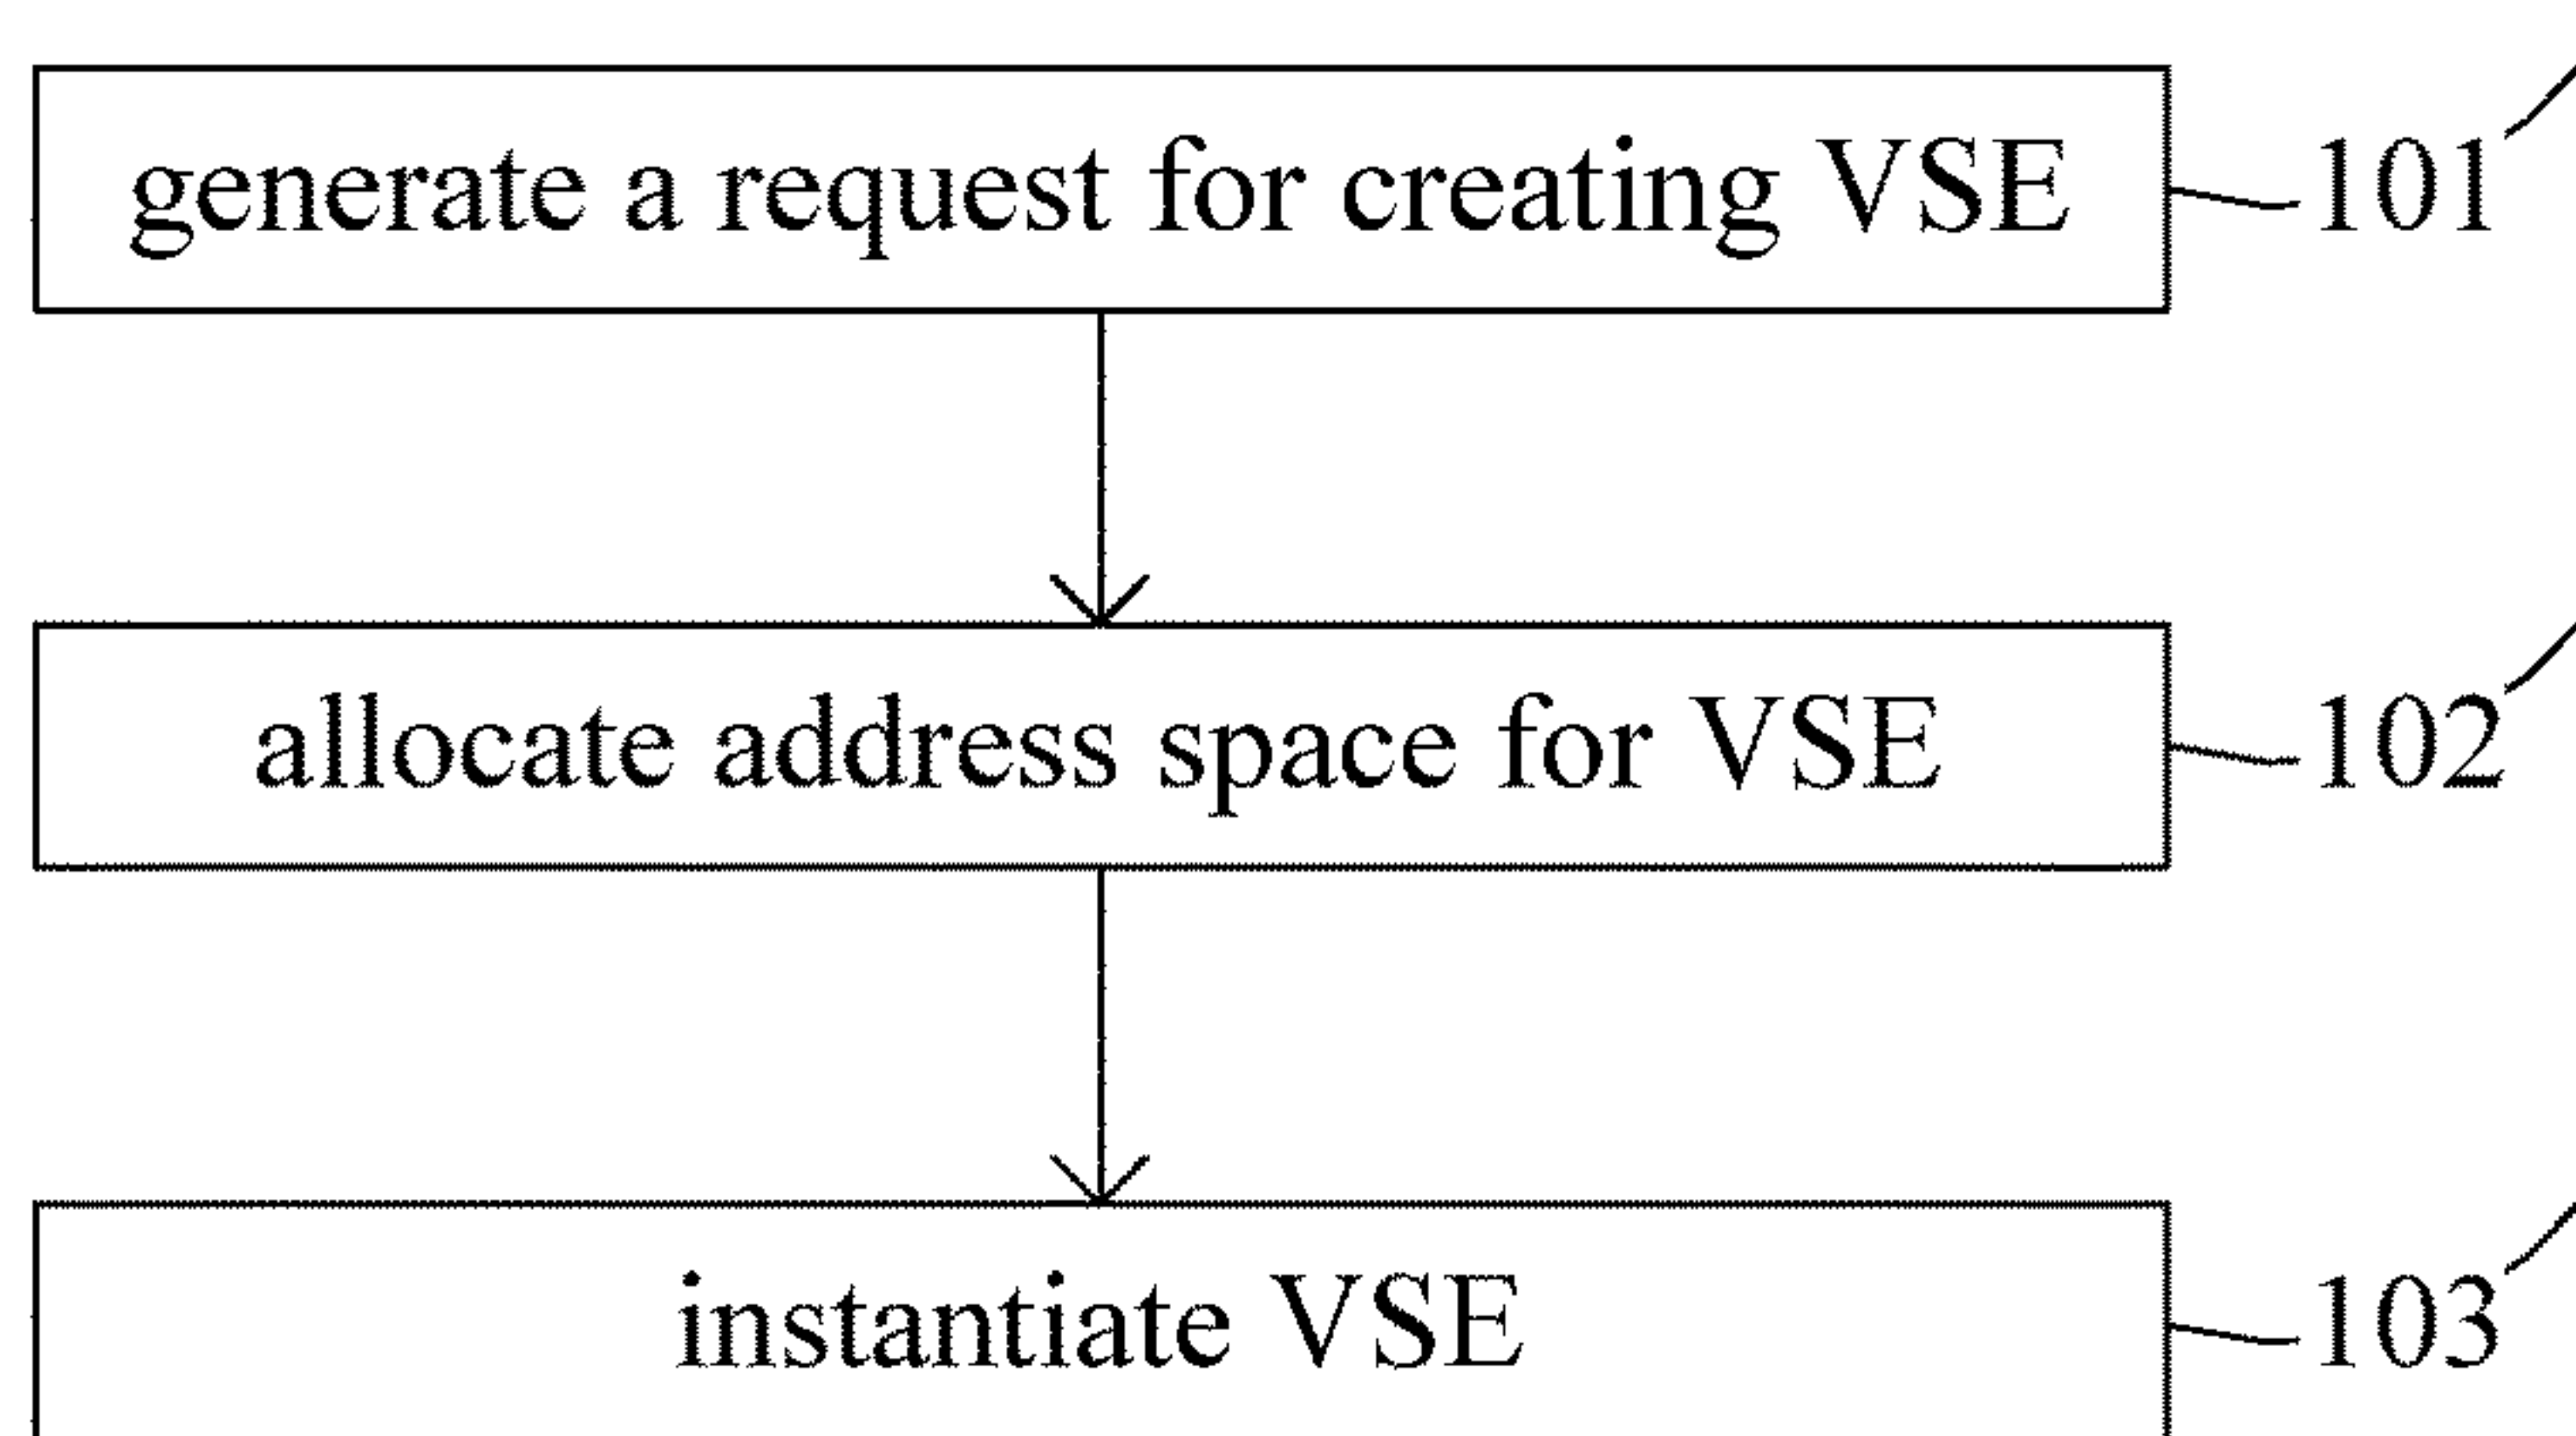 generate a request for creating VSE 101
allocate address space for VSE 102
instantiate VSE 103